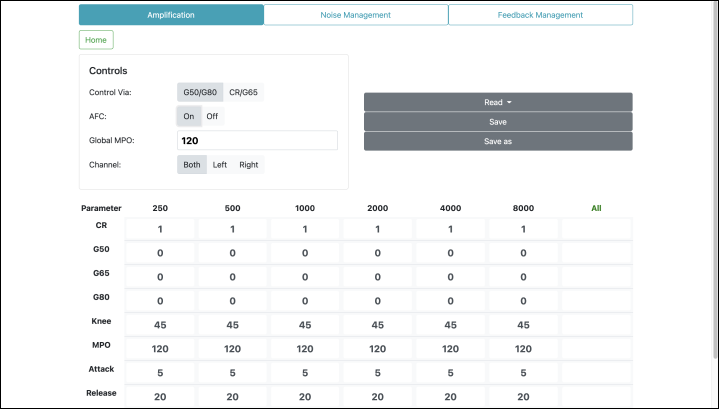 Amplification Noise Management Feedback Management
Home
Controls
Control Via: G50/G80 CR/G65
AFC: On Off
Global MPO: 120
Channel: Both Left Right
Read
Save
Save as
Parameter 250 500 1000 2000 4000 8000 All
CR 1 1 1 1 1 1
G50 0 0 0 0 0 0
G65 0 0 0 0 0 0
G80 0 0 0 0 0 0
Knee 45 45 45 45 45 45
MPO 120 120 120 120 120 120
Attack 5 5 5 5 5 5
Release 20 20 20 20 20 20